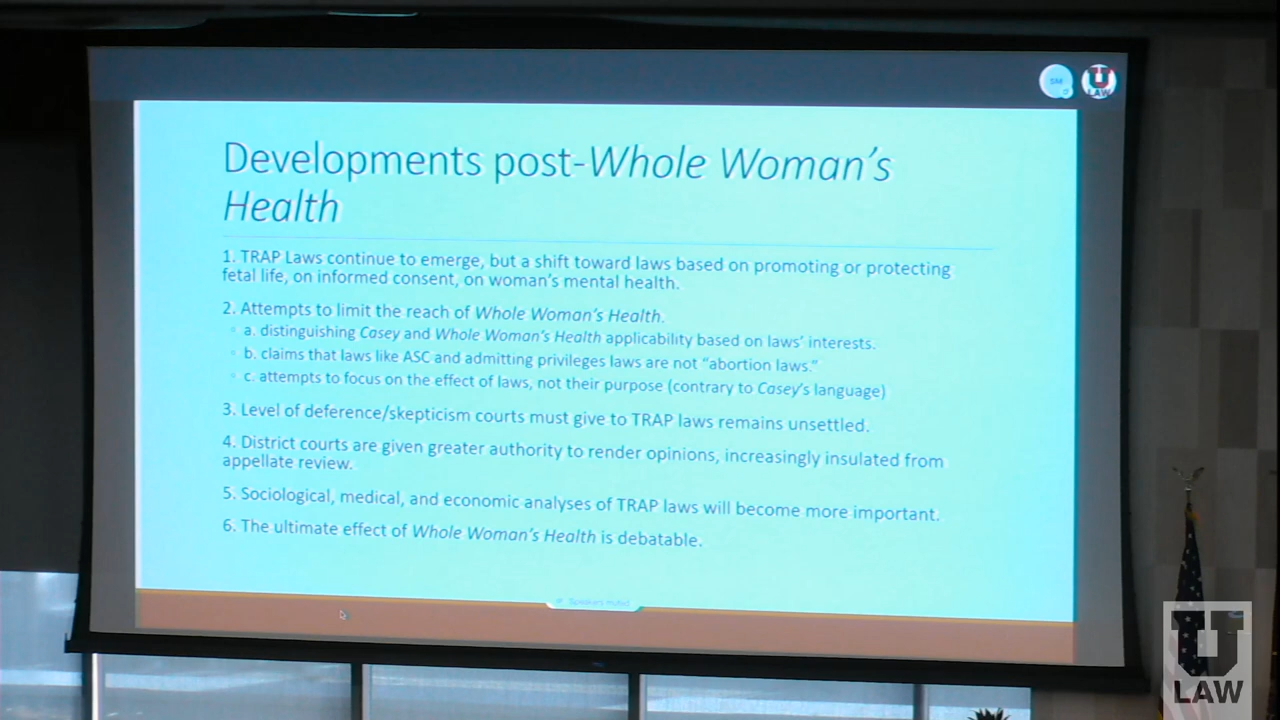 SM
U
LAW
Developments post-Whole Woman's
Health
1. TRAP Laws continue to emerge, but a shift toward laws based on promoting or protecting
fetal life, on informed consent, on woman's mental health.
2. Attempts to limit the reach of Whole Woman's Health.
a. distinguishing Casey and Whole Woman's Health applicability based on laws' interests.
b. claims that laws like ASC and admitting privileges laws are not "abortion laws."
c. attempts to focus on the effect of laws, not their purpose (contrary to Casey's language)
3. Level of deference/skepticism courts must give to TRAP laws remains unsettled.
4. District courts are given greater authority to render opinions, increasingly insulated from
appellate review.
5. Sociological, medical, and economic analyses of TRAP laws will become more important.
6. The ultimate effect of Whole Woman's Health is debatable.
U
LAW